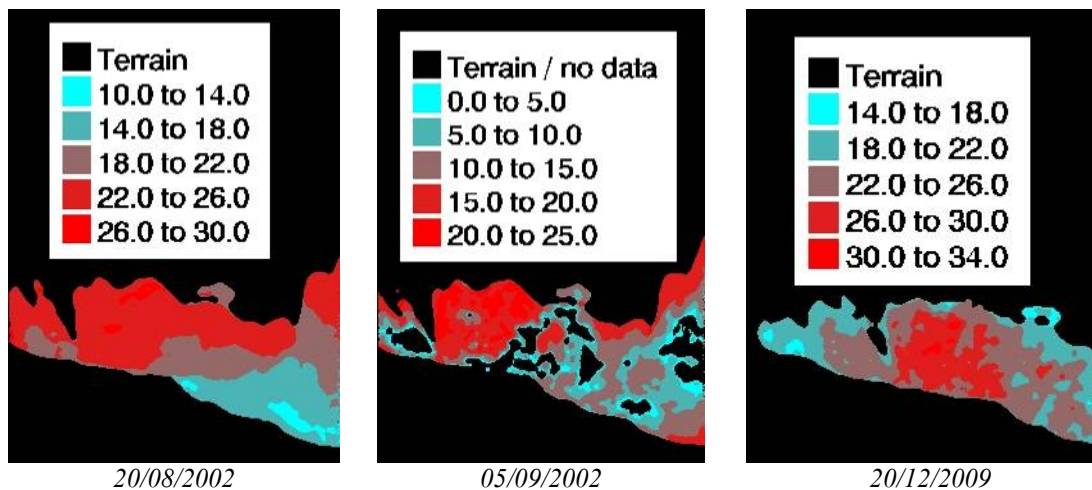 Terrain
10.0 to 14.0
14.0 to 18.0
18.0 to 22.0
22.0 to 26.0
26.0 to 30.0
20/08/2002
Terrain / no data
0.0 to 5.0
5.0 to 10.0
10.0 to 15.0
15.0 to 20.0
20.0 to 25.0
05/09/2002
Terrain
14.0 to 18.0
18.0 to 22.0
22.0 to 26.0
26.0 to 30.0
30.0 to 34.0
20/12/2009